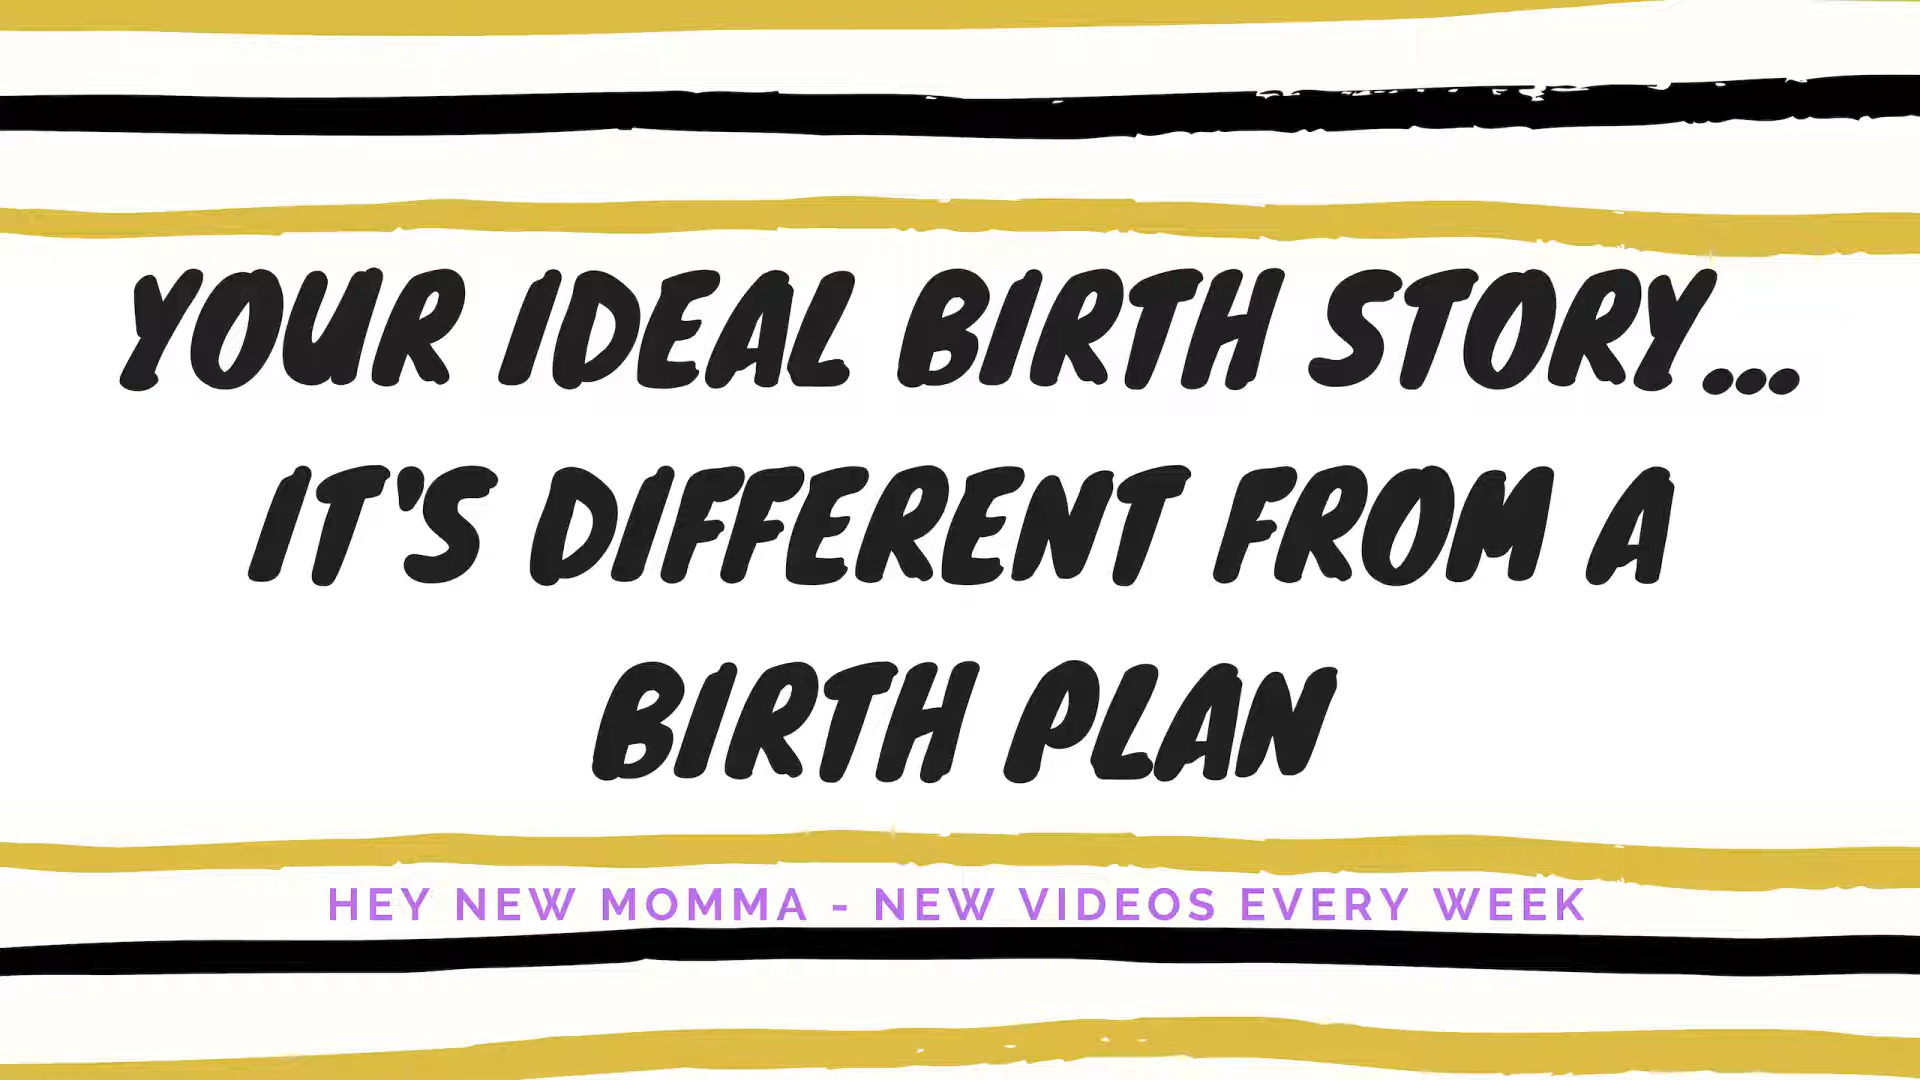 YOUR IDEAL BIRTH STORY...
IT'S DIFFERENT FROM A
BIRTH PLAN
HEY NEW MOMMA - NEW VIDEOS EVERY WEEK